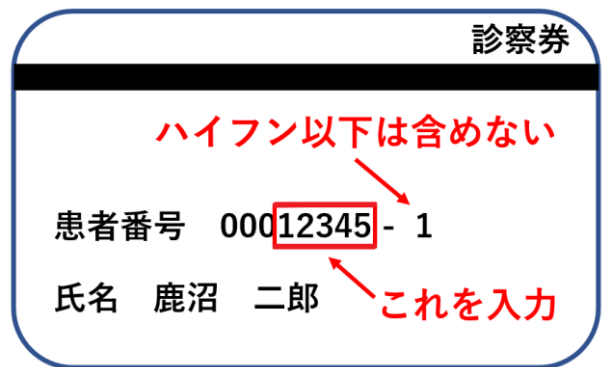 診察券
ハイフン以下は含めない
患者番号　00012345 - 1
氏名　鹿沼　二郎
これを入力